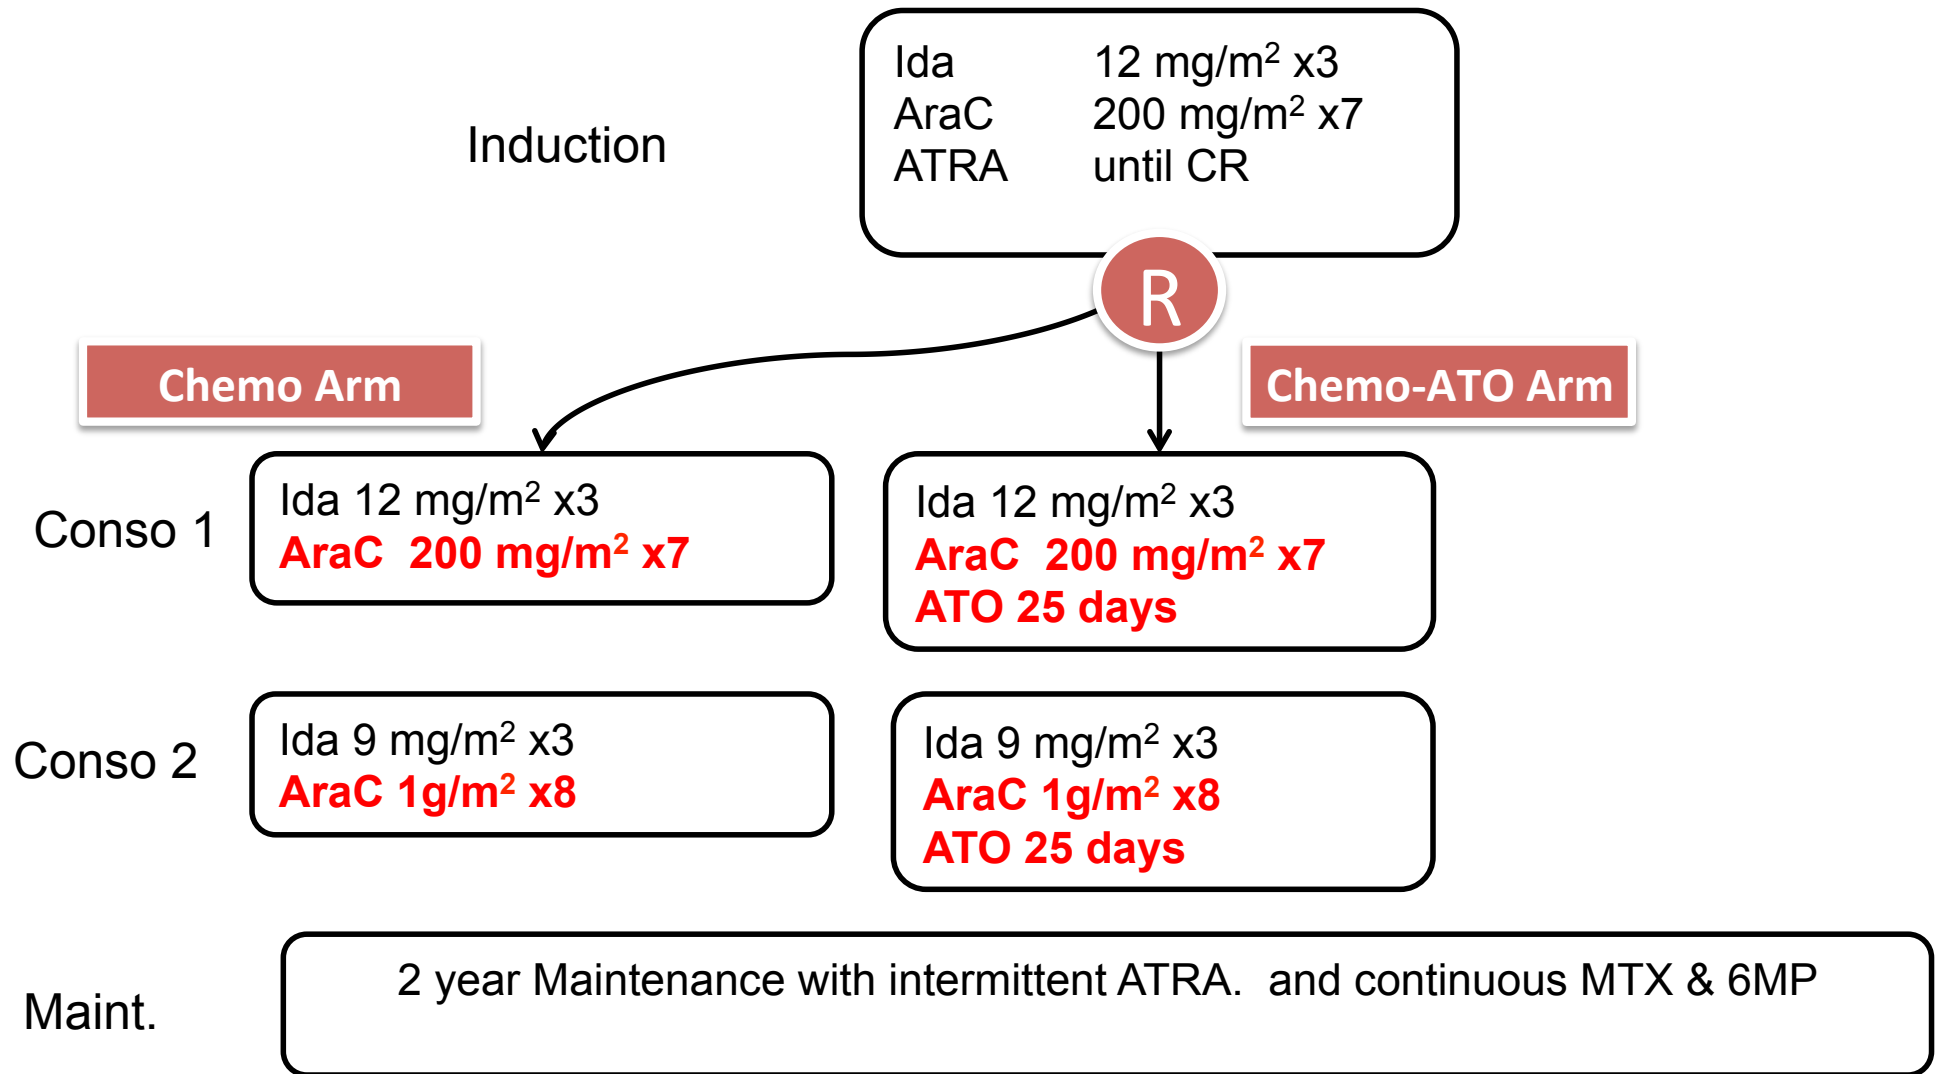 Induction
Ida 12 mg/m² x3
AraC 200 mg/m² x7
ATRA until CR
R
Chemo Arm
Chemo-ATO Arm
Conso 1
Ida 12 mg/m² x3
AraC 200 mg/m² x7
Ida 12 mg/m² x3
AraC 200 mg/m² x7
ATO 25 days
Conso 2
Ida 9 mg/m² x3
AraC 1g/m² x8
Ida 9 mg/m² x3
AraC 1g/m² x8
ATO 25 days
Maint.
2 year Maintenance with intermittent ATRA. and continuous MTX & 6MP